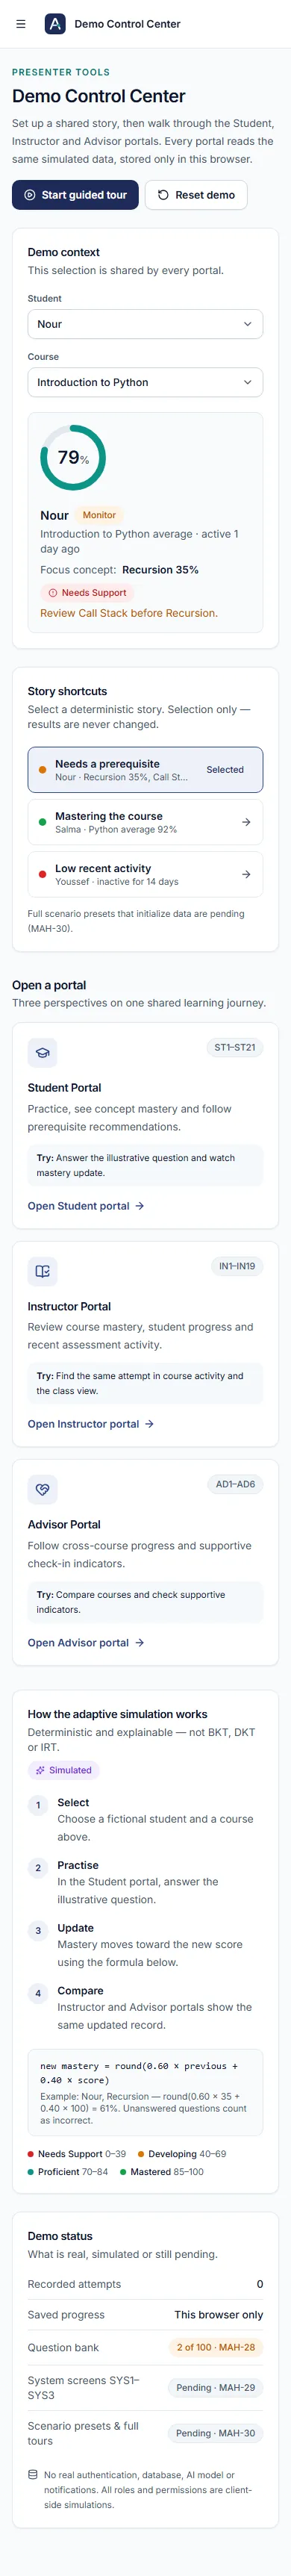 Demo Control Center
PRESENTER TOOLS
Demo Control Center
Set up a shared story, then walk through the Student,
Instructor and Advisor portals. Every portal reads the
same simulated data, stored only in this browser.
Start guided tour
Reset demo
Demo context
This selection is shared by every portal.
Student
Nour
Course
Introduction to Python
79%
Nour Monitor
Introduction to Python average · active 1
day ago
Focus concept: Recursion 35%
Needs Support
Review Call Stack before Recursion.
Story shortcuts
Select a deterministic story. Selection only —
results are never changed.
Needs a prerequisite
Nour · Recursion 35%, Call St...
Selected
Mastering the course
Salma · Python average 92%
Low recent activity
Youssef · inactive for 14 days
Full scenario presets that initialize data are pending
(MAH-30).
Open a portal
Three perspectives on one shared learning journey.
ST1–ST21
Student Portal
Practice, see concept mastery and follow
prerequisite recommendations.
Try: Answer the illustrative question and watch
mastery update.
Open Student portal
IN1–IN19
Instructor Portal
Review course mastery, student progress and
recent assessment activity.
Try: Find the same attempt in course activity and
the class view.
Open Instructor portal
AD1–AD6
Advisor Portal
Follow cross-course progress and supportive
check-in indicators.
Try: Compare courses and check supportive
indicators.
Open Advisor portal
How the adaptive simulation works
Deterministic and explainable — not BKT, DKT
or IRT.
Simulated
1 Select
Choose a fictional student and a course
above.
2 Practise
In the Student portal, answer the
illustrative question.
3 Update
Mastery moves toward the new score
using the formula below.
4 Compare
Instructor and Advisor portals show the
same updated record.
new mastery = round(0.60 × previous +
0.40 × score)
Example: Nour, Recursion — round(0.60 × 35 +
0.40 × 100) = 61%. Unanswered questions count
as incorrect.
Needs Support 0–39 Developing 40–69
Proficient 70–84 Mastered 85–100
Demo status
What is real, simulated or still pending.
Recorded attempts 0
Saved progress This browser only
Question bank 2 of 100 · MAH-28
System screens SYS1–
SYS3
Pending · MAH-29
Scenario presets & full
tours
Pending · MAH-30
No real authentication, database, AI model or
notifications. All roles and permissions are client-
side simulations.